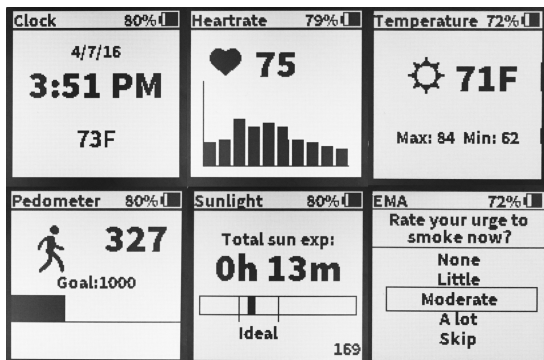 Clock 80%
4/7/16
3:51 PM
73F
Heartrate 79%
75
Temperature 72%
71F
Max: 84 Min: 62
Pedometer 80%
327
Goal:1000
Sunlight 80%
Total sun exp:
0h 13m
Ideal
169
EMA 72%
Rate your urge to
smoke now?
None
Little
Moderate
A lot
Skip